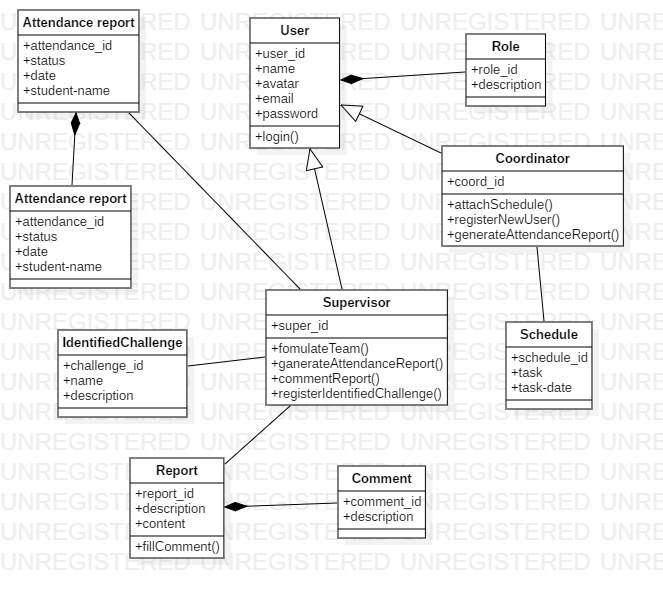 Attendance report
+attendance_id
+status
+date
+student-name
User
+user_id
+name
+avatar
+email
+password
+login()
Role
+role_id
+description
Coordinator
+coord_id
+attachSchedule()
+registerNewUser()
+generateAttendanceReport()
Attendance report
+attendance_id
+status
+date
+student-name
Supervisor
+super_id
+fomulateTeam()
+ganerateAttendanceReport()
+commentReport()
+registerIdentifiedChallenge()
IdentifiedChallenge
+challenge_id
+name
+description
Schedule
+schedule_id
+task
+task-date
Report
+report_id
+description
+content
+fillComment()
Comment
+comment_id
+description
UNREGISTERED